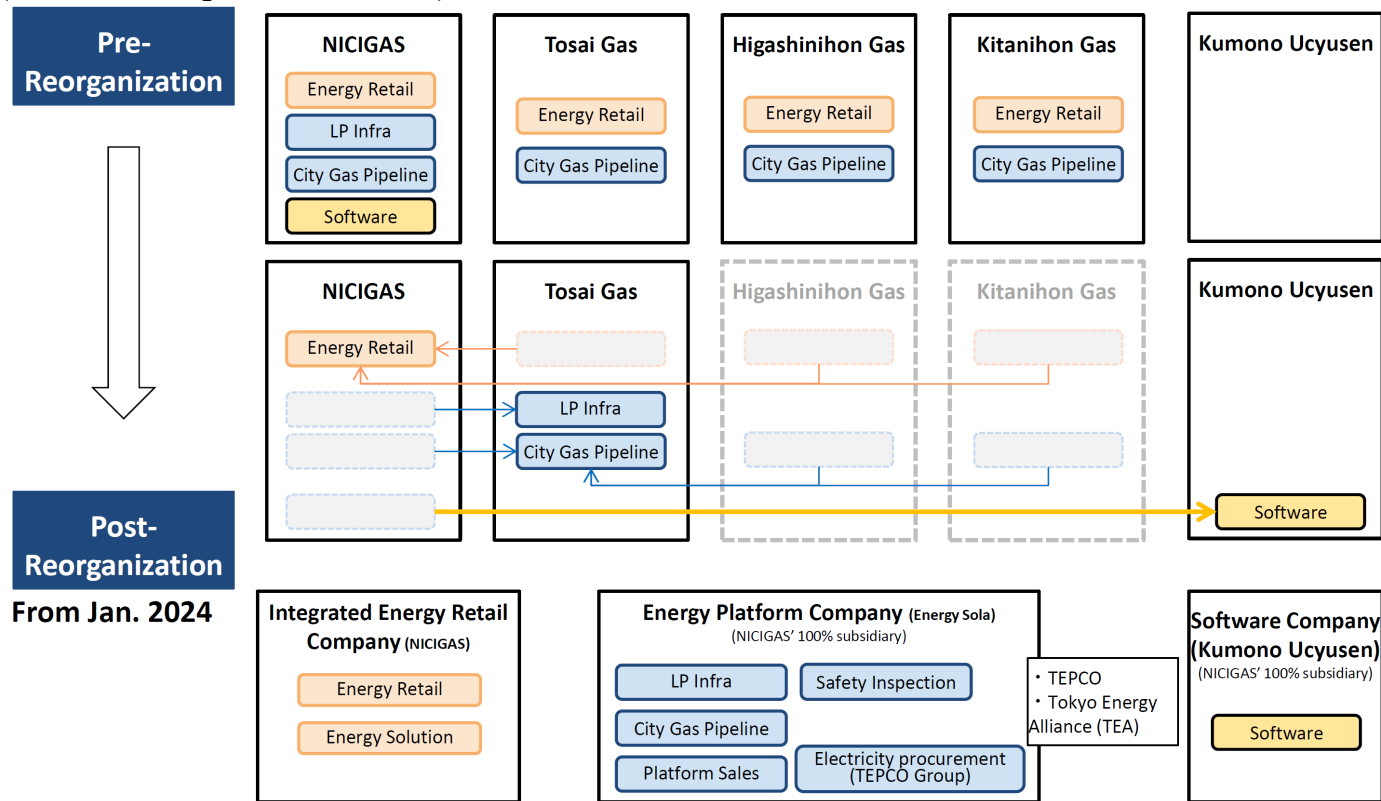 Pre-
Reorganization
NICIGAS
Energy Retail
LP Infra
City Gas Pipeline
Software
Tosai Gas
Energy Retail
City Gas Pipeline
Higashinihon Gas
Energy Retail
City Gas Pipeline
Kitanihon Gas
Energy Retail
City Gas Pipeline
Kumono Ucyusen
NICIGAS
Energy Retail
Tosai Gas
LP Infra
City Gas Pipeline
Higashinihon Gas
Kitanihon Gas
Kumono Ucyusen
Software
Post-
Reorganization
From Jan. 2024
Integrated Energy Retail
Company (NICIGAS)
Energy Retail
Energy Solution
Energy Platform Company (Energy Sola)
(NICIGAS' 100% subsidiary)
LP Infra
Safety Inspection
City Gas Pipeline
Platform Sales
Electricity procurement
(TEPCO Group)
・TEPCO
・Tokyo Energy
Alliance (TEA)
Software Company
(Kumono Ucyusen)
(NICIGAS' 100% subsidiary)
Software